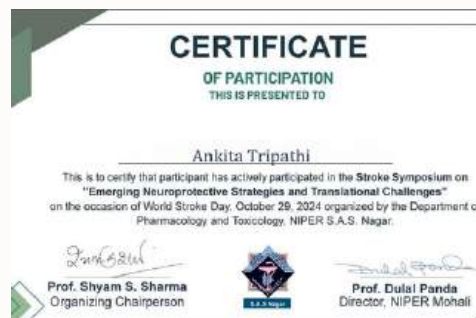 CERTIFICATE
OF PARTICIPATION
THIS IS PRESENTED TO
Ankita Tripathi
This is to certify that participant has actively participated in the Stroke Symposium on
"Emerging Neuroprotective Strategies and Translational Challenges"
on the occasion of World Stroke Day, October 29, 2024 organized by the Department o
Pharmacology and Toxicology, NIPER S.A.S. Nagar.
Dulal Panda
Prof. Shyam S. Sharma
Organizing Chairperson
S.A.S Nagar
Prof. Dulal Panda
Director, NIPER Mohali